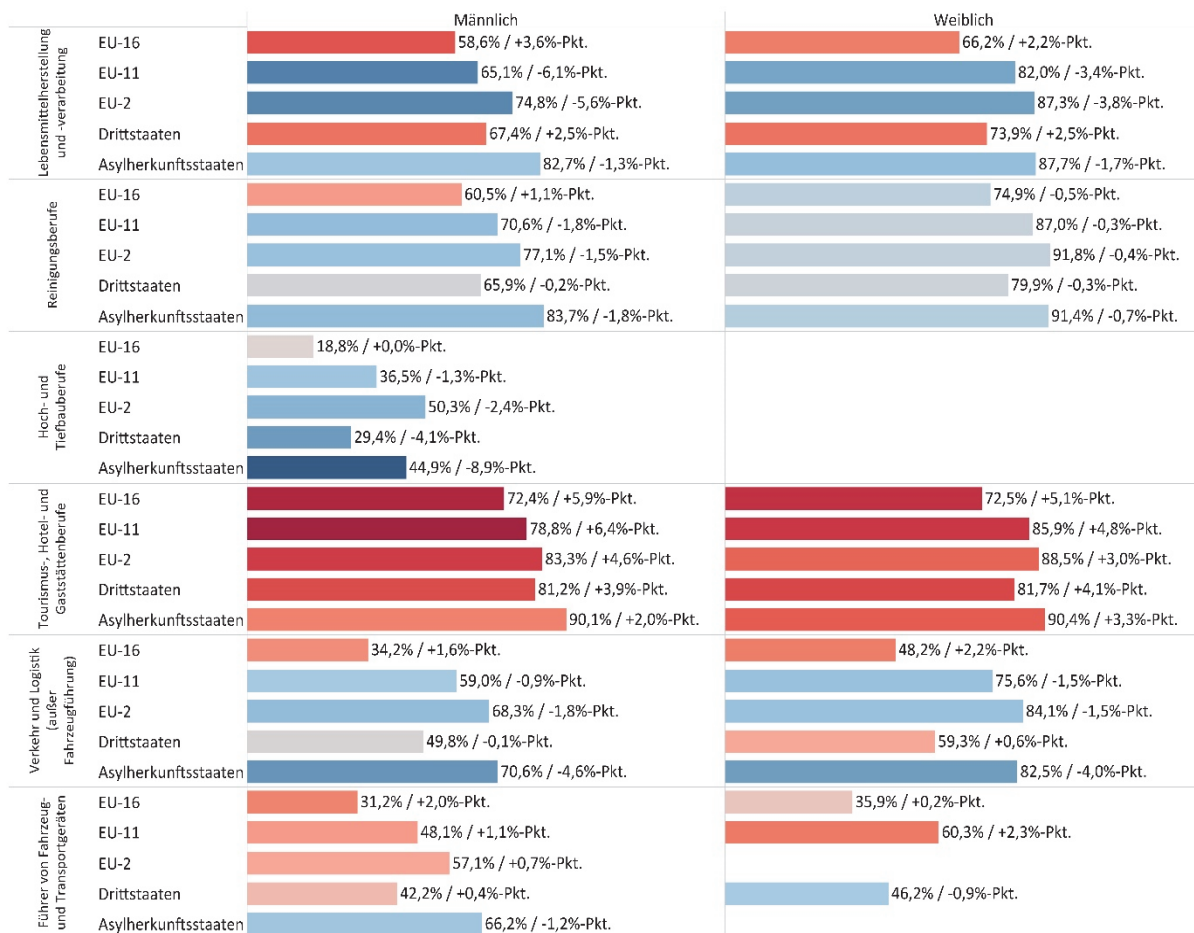 Männlich Weiblich
Lebensmittelherstellung
und -verarbeitung
EU-16 58,6% / +3,6%-Pkt. 66,2% / +2,2%-Pkt.
EU-11 65,1% / -6,1%-Pkt. 82,0% / -3,4%-Pkt.
EU-2 74,8% / -5,6%-Pkt. 87,3% / -3,8%-Pkt.
Drittstaaten 67,4% / +2,5%-Pkt. 73,9% / +2,5%-Pkt.
Asylherkunftsstaaten 82,7% / -1,3%-Pkt. 87,7% / -1,7%-Pkt.
Reinigungsberufe
EU-16 60,5% / +1,1%-Pkt. 74,9% / -0,5%-Pkt.
EU-11 70,6% / -1,8%-Pkt. 87,0% / -0,3%-Pkt.
EU-2 77,1% / -1,5%-Pkt. 91,8% / -0,4%-Pkt.
Drittstaaten 65,9% / -0,2%-Pkt. 79,9% / -0,3%-Pkt.
Asylherkunftsstaaten 83,7% / -1,8%-Pkt. 91,4% / -0,7%-Pkt.
Hoch- und
Tiefbauberufe
EU-16 18,8% / +0,0%-Pkt.
EU-11 36,5% / -1,3%-Pkt.
EU-2 50,3% / -2,4%-Pkt.
Drittstaaten 29,4% / -4,1%-Pkt.
Asylherkunftsstaaten 44,9% / -8,9%-Pkt.
Tourismus-, Hotel- und
Gaststättenberufe
EU-16 72,4% / +5,9%-Pkt. 72,5% / +5,1%-Pkt.
EU-11 78,8% / +6,4%-Pkt. 85,9% / +4,8%-Pkt.
EU-2 83,3% / +4,6%-Pkt. 88,5% / +3,0%-Pkt.
Drittstaaten 81,2% / +3,9%-Pkt. 81,7% / +4,1%-Pkt.
Asylherkunftsstaaten 90,1% / +2,0%-Pkt. 90,4% / +3,3%-Pkt.
Verkehr und Logistik
(außer
Fahrzeugführung)
EU-16 34,2% / +1,6%-Pkt. 48,2% / +2,2%-Pkt.
EU-11 59,0% / -0,9%-Pkt. 75,6% / -1,5%-Pkt.
EU-2 68,3% / -1,8%-Pkt. 84,1% / -1,5%-Pkt.
Drittstaaten 49,8% / -0,1%-Pkt. 59,3% / +0,6%-Pkt.
Asylherkunftsstaaten 70,6% / -4,6%-Pkt. 82,5% / -4,0%-Pkt.
Führer von Fahrzeug-
und Transportgeräten
EU-16 31,2% / +2,0%-Pkt. 35,9% / +0,2%-Pkt.
EU-11 48,1% / +1,1%-Pkt. 60,3% / +2,3%-Pkt.
EU-2 57,1% / +0,7%-Pkt.
Drittstaaten 42,2% / +0,4%-Pkt. 46,2% / -0,9%-Pkt.
Asylherkunftsstaaten 66,2% / -1,2%-Pkt.